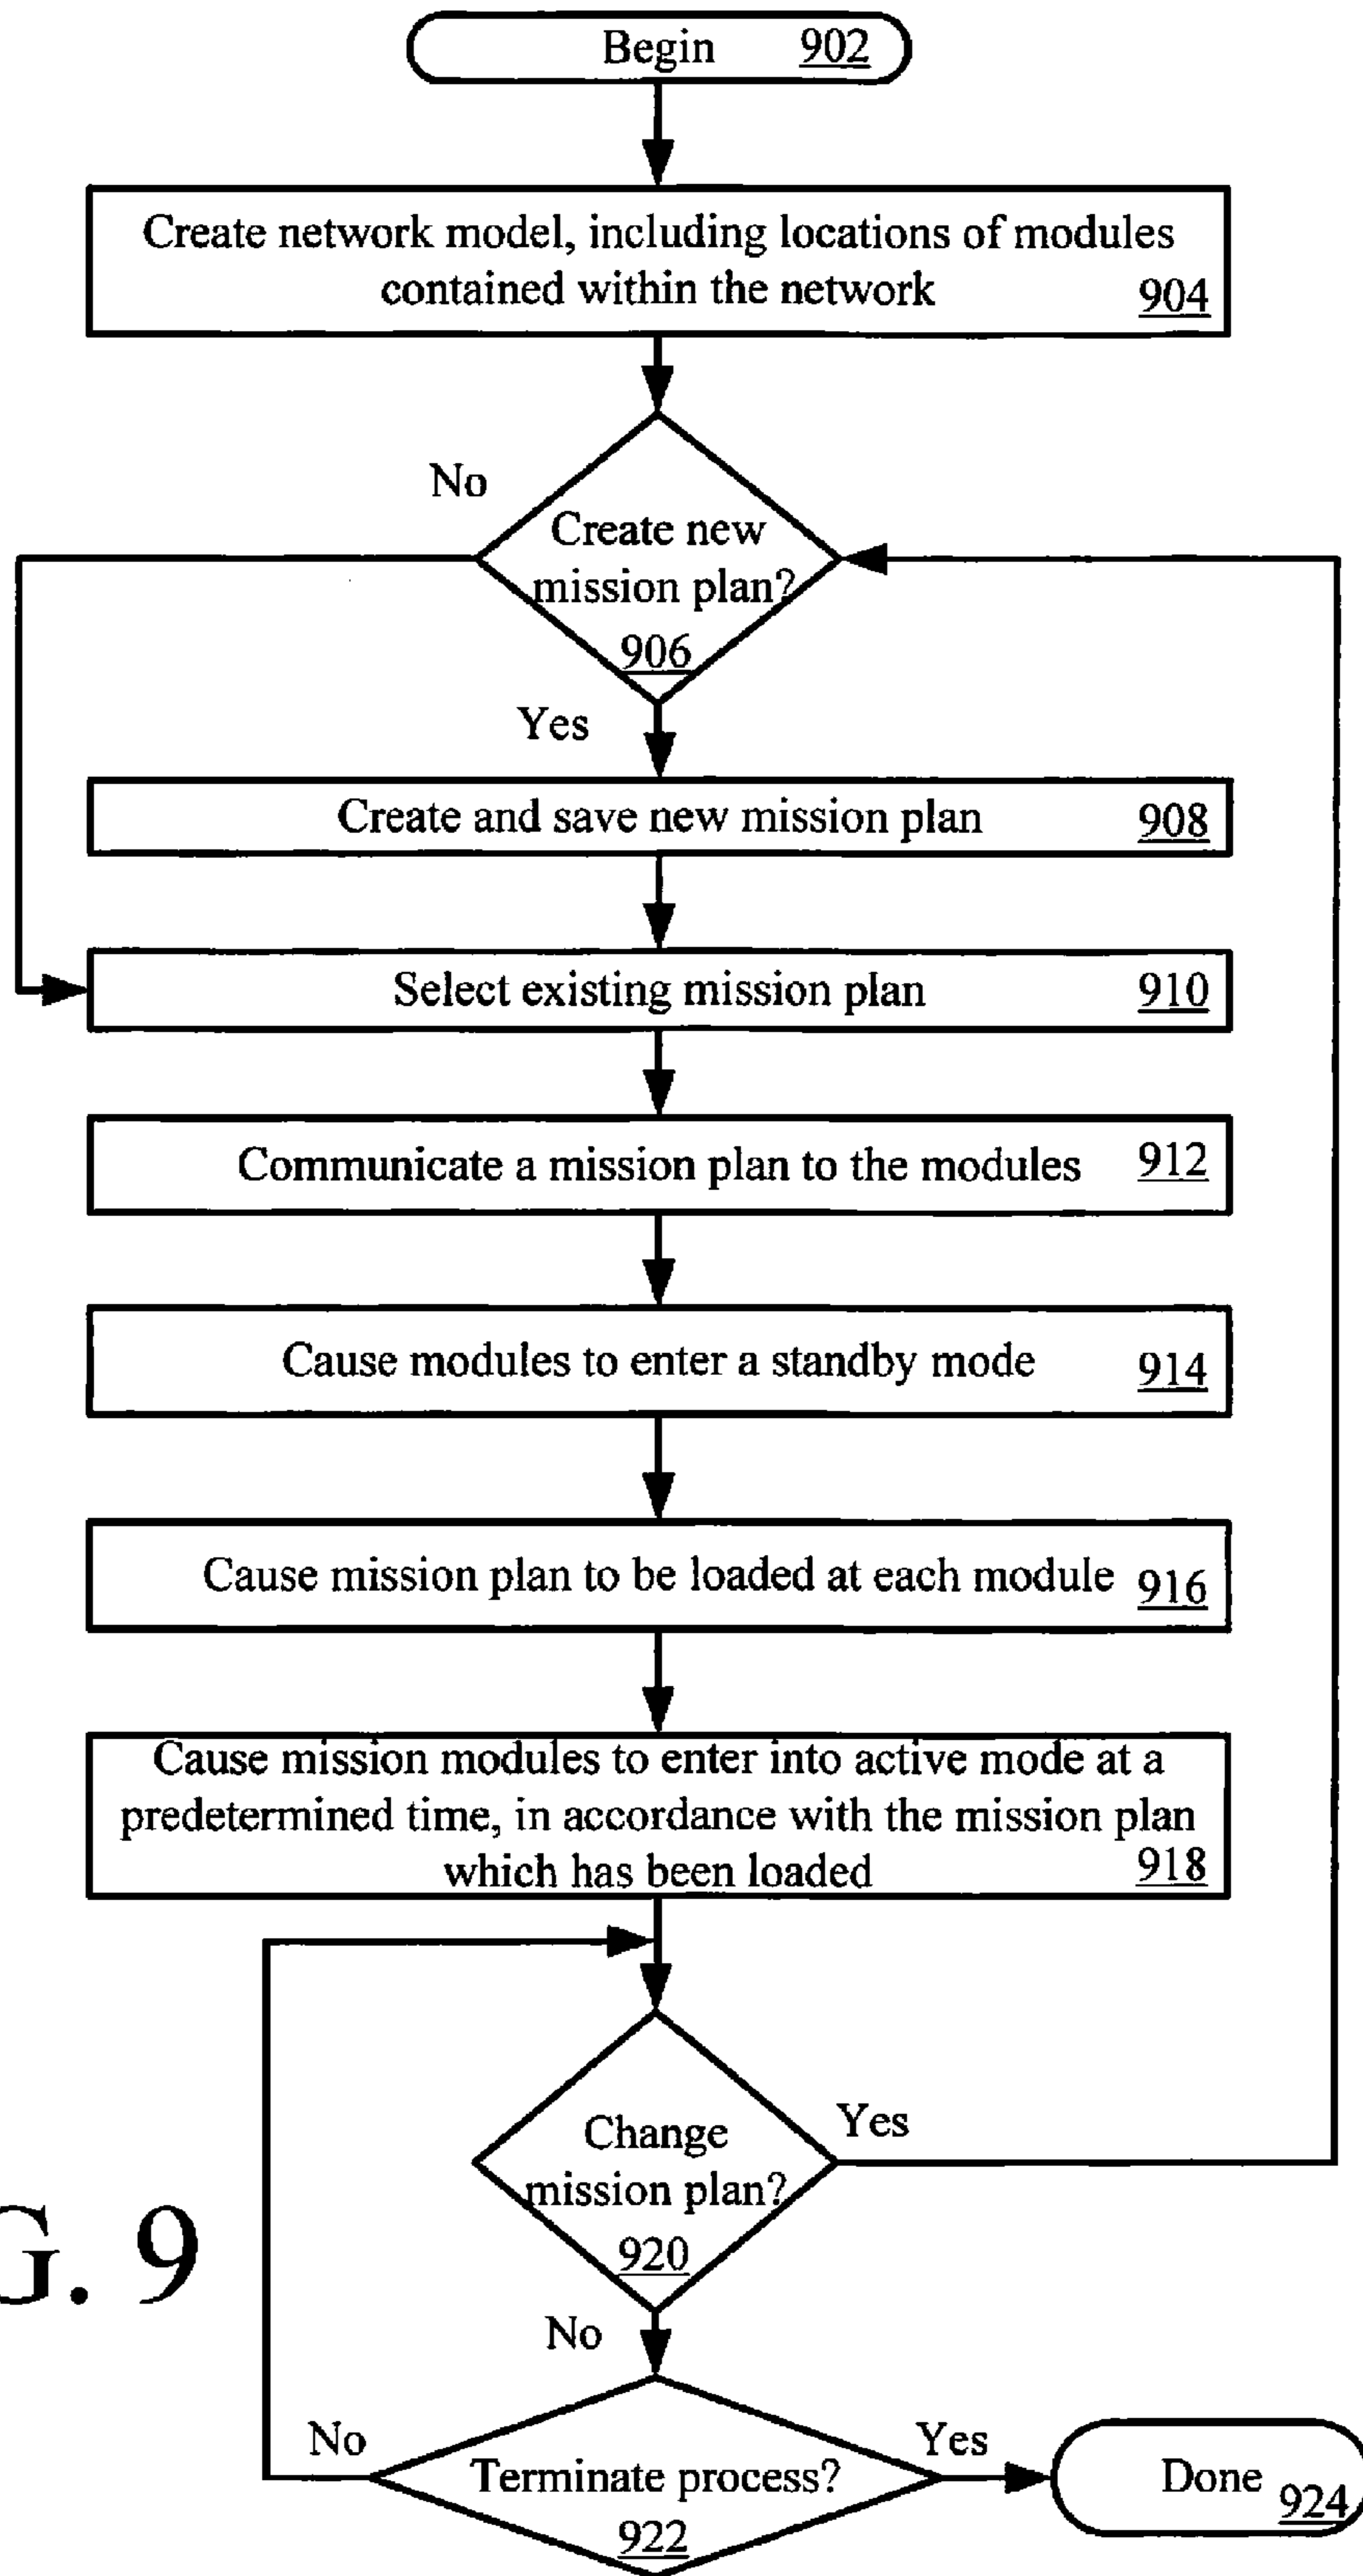 Begin 902
Create network model, including locations of modules
contained within the network 904
No
Create new
mission plan?
906
Yes
Create and save new mission plan 908
Select existing mission plan 910
Communicate a mission plan to the modules 912
Cause modules to enter a standby mode 914
Cause mission plan to be loaded at each module 916
Cause mission modules to enter into active mode at a
predetermined time, in accordance with the mission plan
which has been loaded 918
Change
mission plan?
920
Yes
No
G. 9
No
Terminate process?
922
Yes
Done 924